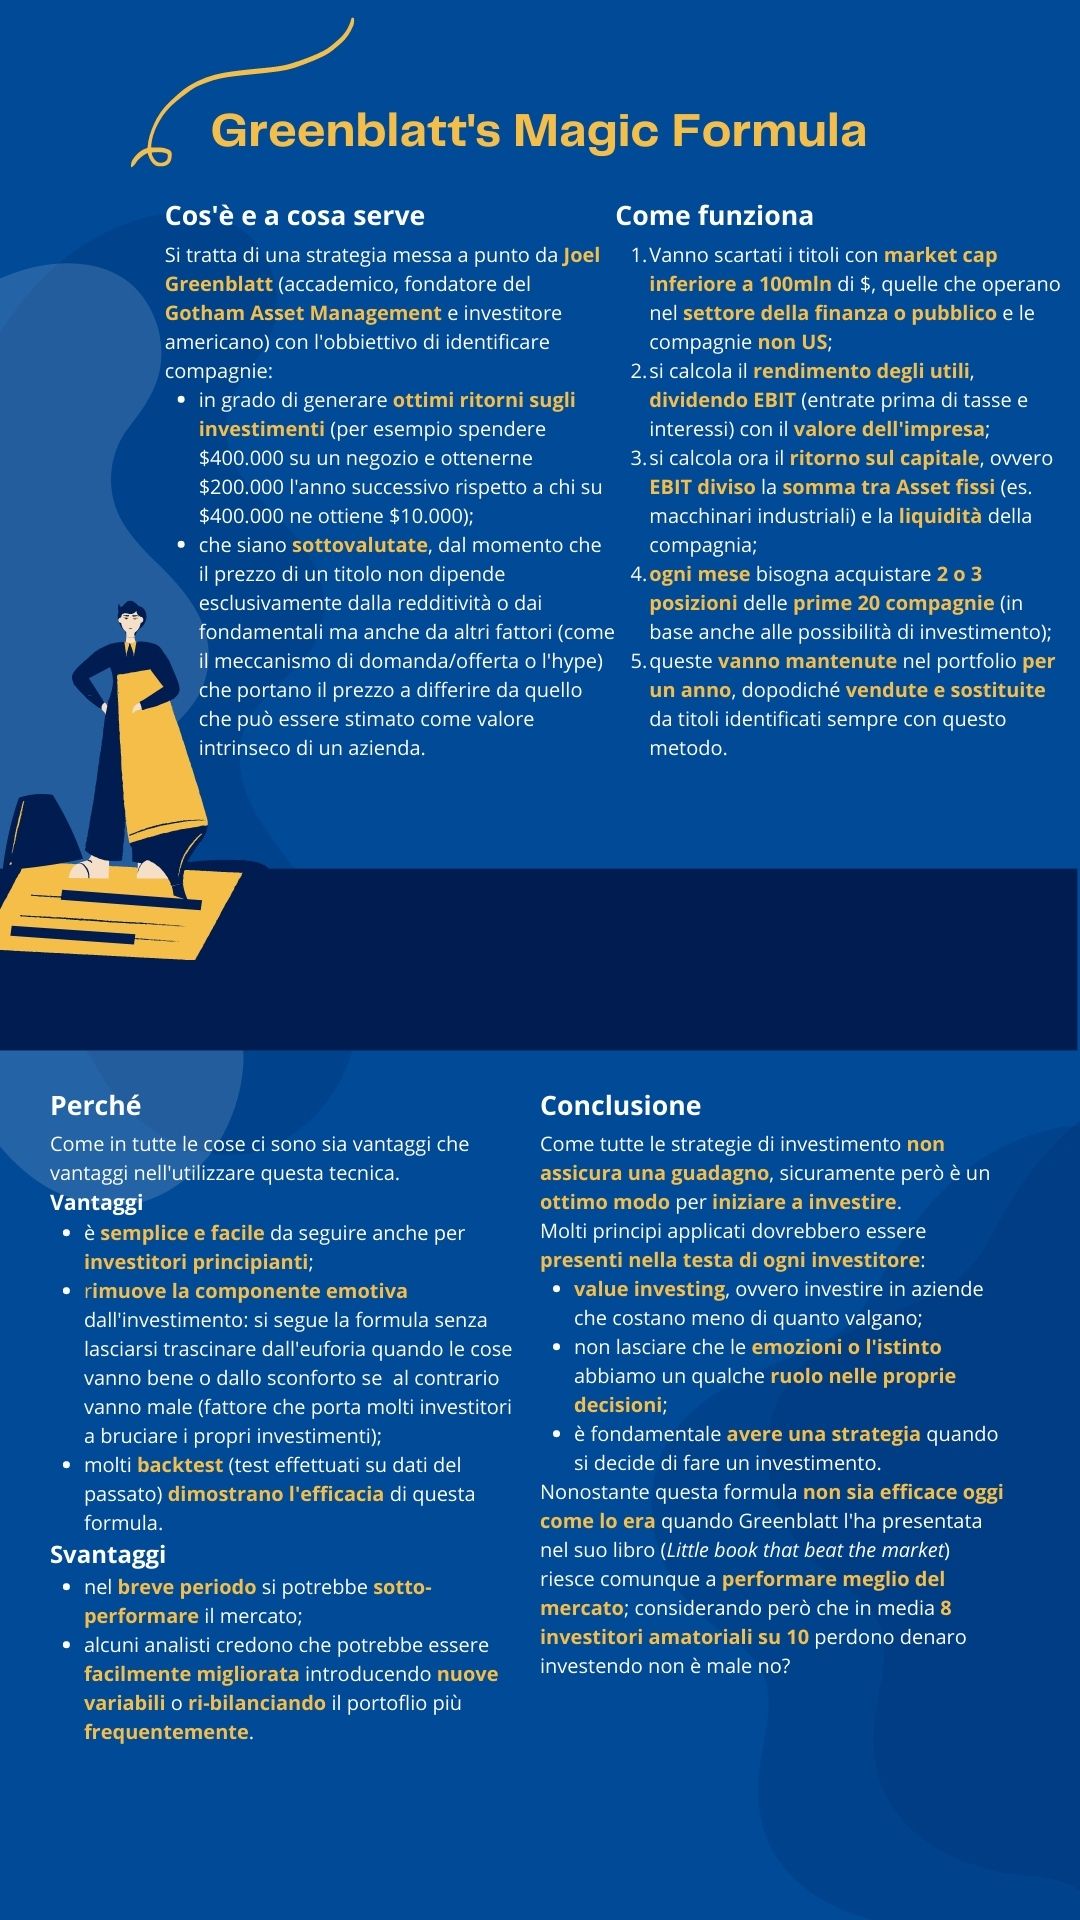 Greenblatt's Magic Formula
Cos'è e a cosa serve
Si tratta di una strategia messa a punto da Joel
Greenblatt (accademico, fondatore del
Gotham Asset Management e investitore
americano) con l'obbiettivo di identificare
compagnie:
in grado di generare ottimi ritorni sugli
investimenti (per esempio spendere
$400.000 su un negozio e ottenerne
$200.000 l'anno successivo rispetto a chi su
$400.000 ne ottiene $10.000);
che siano sottovalutate, dal momento che
il prezzo di un titolo non dipende
esclusivamente dalla redditività o dai
fondamentali ma anche da altri fattori (come
il meccanismo di domanda/offerta o l'hype)
che portano il prezzo a differire da quello
che può essere stimato come valore
intrinseco di un azienda.
Come funziona
1. Vanno scartati i titoli con market cap
inferiore a 100mln di $, quelle che operano
nel settore della finanza o pubblico e le
compagnie non US;
2. si calcola il rendimento degli utili,
dividendo EBIT (entrate prima di tasse e
interessi) con il valore dell'impresa;
3. si calcola ora il ritorno sul capitale, ovvero
EBIT diviso la somma tra Asset fissi (es.
macchinari industriali) e la liquidità della
compagnia;
4. ogni mese bisogna acquistare 2 o 3
posizioni delle prime 20 compagnie (in
base anche alle possibilità di investimento);
5. queste vanno mantenute nel portfolio per
un anno, dopodiché vendute e sostituite
da titoli identificati sempre con questo
metodo.
Perché
Come in tutte le cose ci sono sia vantaggi che
vantaggi nell'utilizzare questa tecnica.
Vantaggi
è semplice e facile da seguire anche per
investitori principianti;
rimuove la componente emotiva
dall'investimento: si segue la formula senza
lasciarsi trascinare dall'euforia quando le cose
vanno bene o dallo sconforto se  al contrario
vanno male (fattore che porta molti investitori
a bruciare i propri investimenti);
molti backtest (test effettuati su dati del
passato) dimostrano l'efficacia di questa
formula.
Svantaggi
nel breve periodo si potrebbe sotto-
performare il mercato;
alcuni analisti credono che potrebbe essere
facilmente migliorata introducendo nuove
variabili o ri-bilanciando il portoflio più
frequentemente.
Conclusione
Come tutte le strategie di investimento non
assicura una guadagno, sicuramente però è un
ottimo modo per iniziare a investire.
Molti principi applicati dovrebbero essere
presenti nella testa di ogni investitore:
value investing, ovvero investire in aziende
che costano meno di quanto valgano;
non lasciare che le emozioni o l'istinto
abbiamo un qualche ruolo nelle proprie
decisioni;
è fondamentale avere una strategia quando
si decide di fare un investimento.
Nonostante questa formula non sia efficace oggi
come lo era quando Greenblatt l'ha presentata
nel suo libro (Little book that beat the market)
riesce comunque a performare meglio del
mercato; considerando però che in media 8
investitori amatoriali su 10 perdono denaro
investendo non è male no?